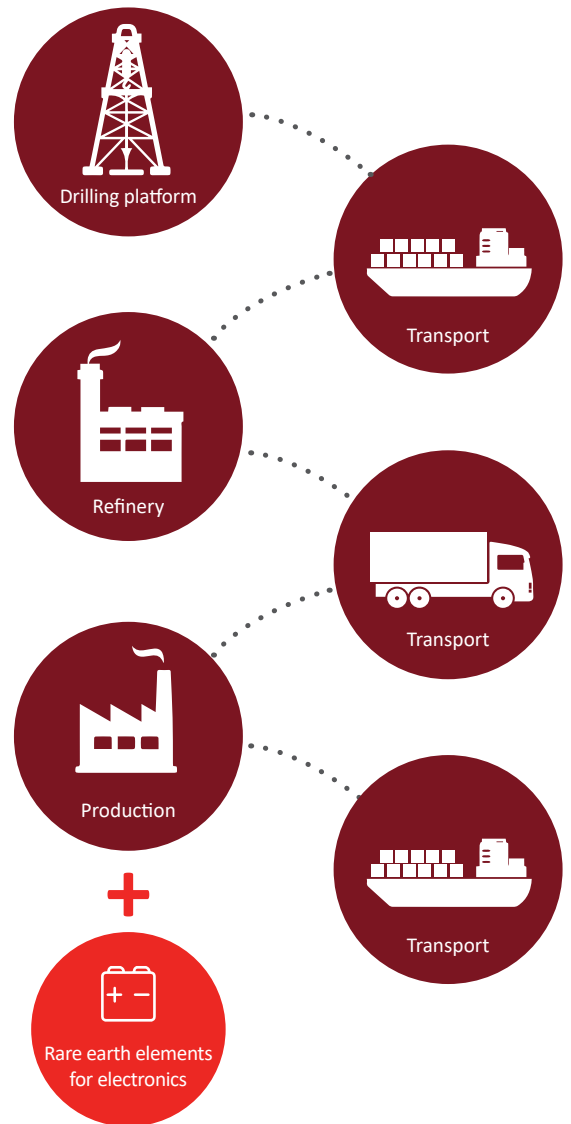 Drilling platform
Transport
Refinery
Transport
Production
Transport
Rare earth elements
for electronics